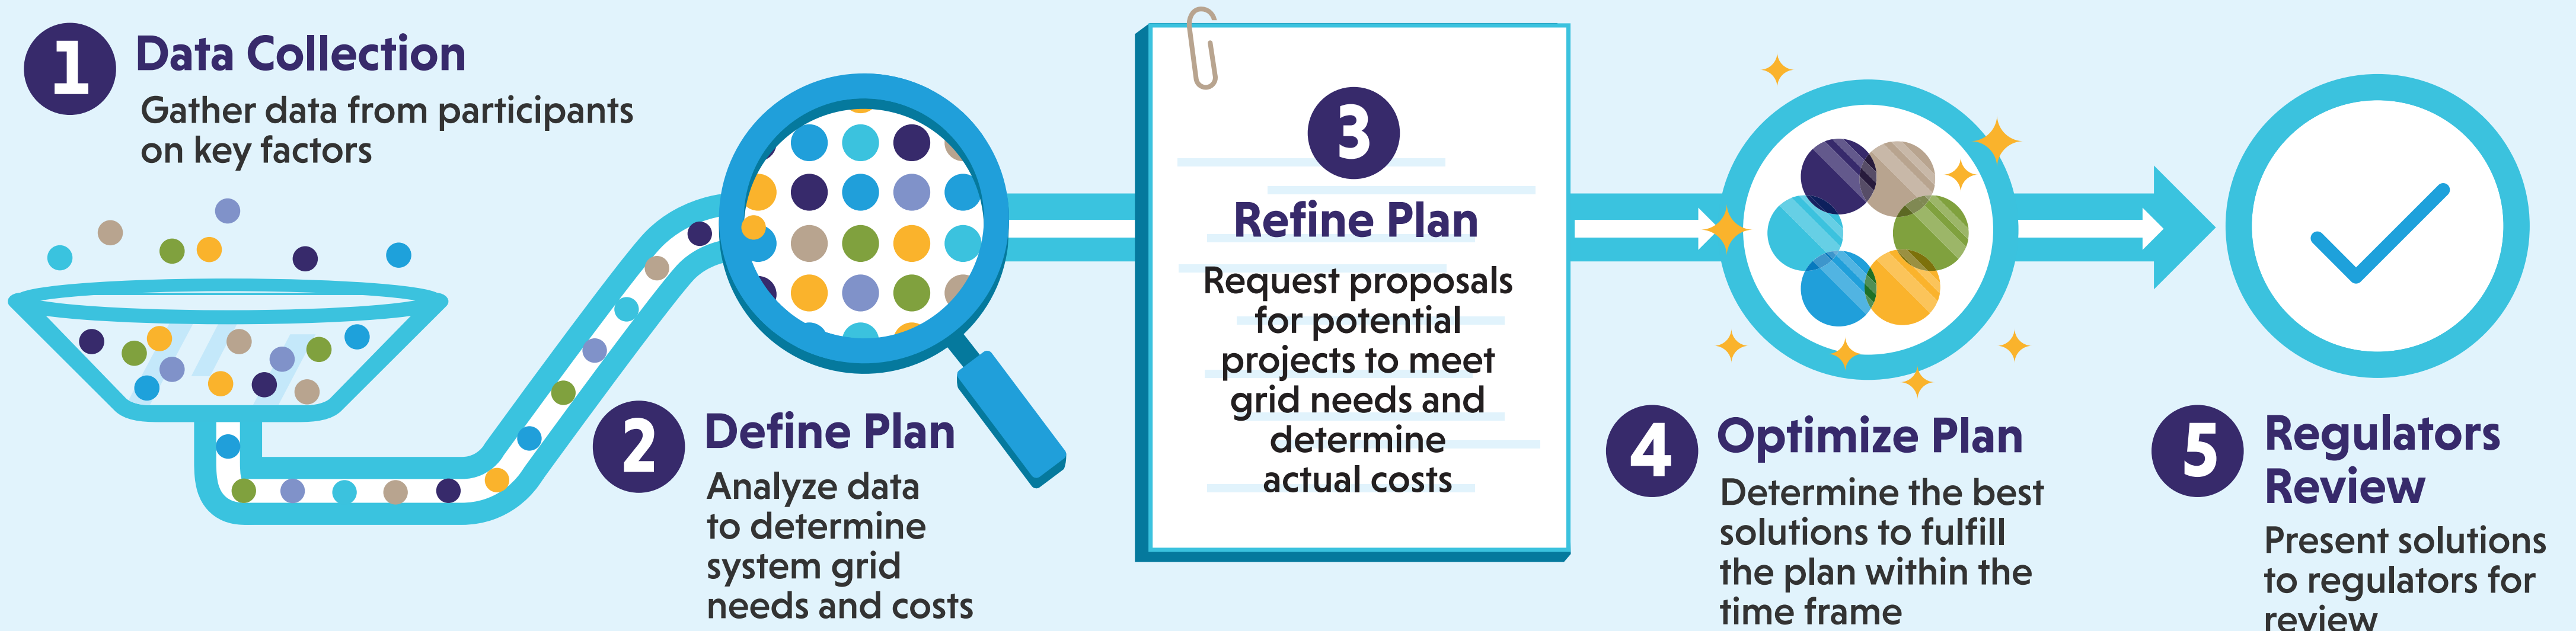 1
Data Collection
Gather data from participants
on key factors
2
Define Plan
Analyze data
to determine
system grid
needs and costs
3
Refine Plan
Request proposals
for potential
projects to meet
grid needs and
determine
actual costs
4
Optimize Plan
Determine the best
solutions to fulfill
the plan within the
time frame
5
Regulators
Review
Present solutions
to regulators for
review